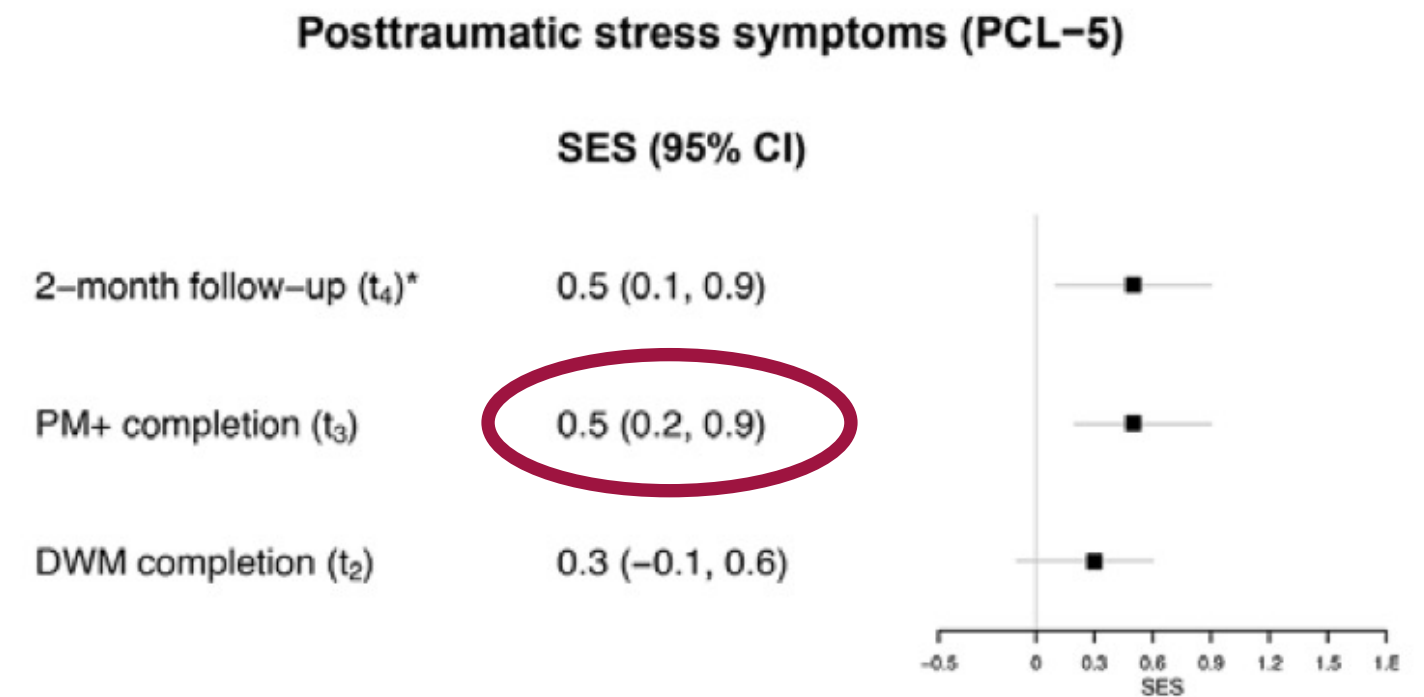 Posttraumatic stress symptoms (PCL−5)
SES (95% CI)
2−month follow−up (t₄)* 0.5 (0.1, 0.9)
PM+ completion (t₃) 0.5 (0.2, 0.9)
DWM completion (t₂) 0.3 (−0.1, 0.6)
−0.5 0 0.3 0.6 0.9 1.2 1.5
SES